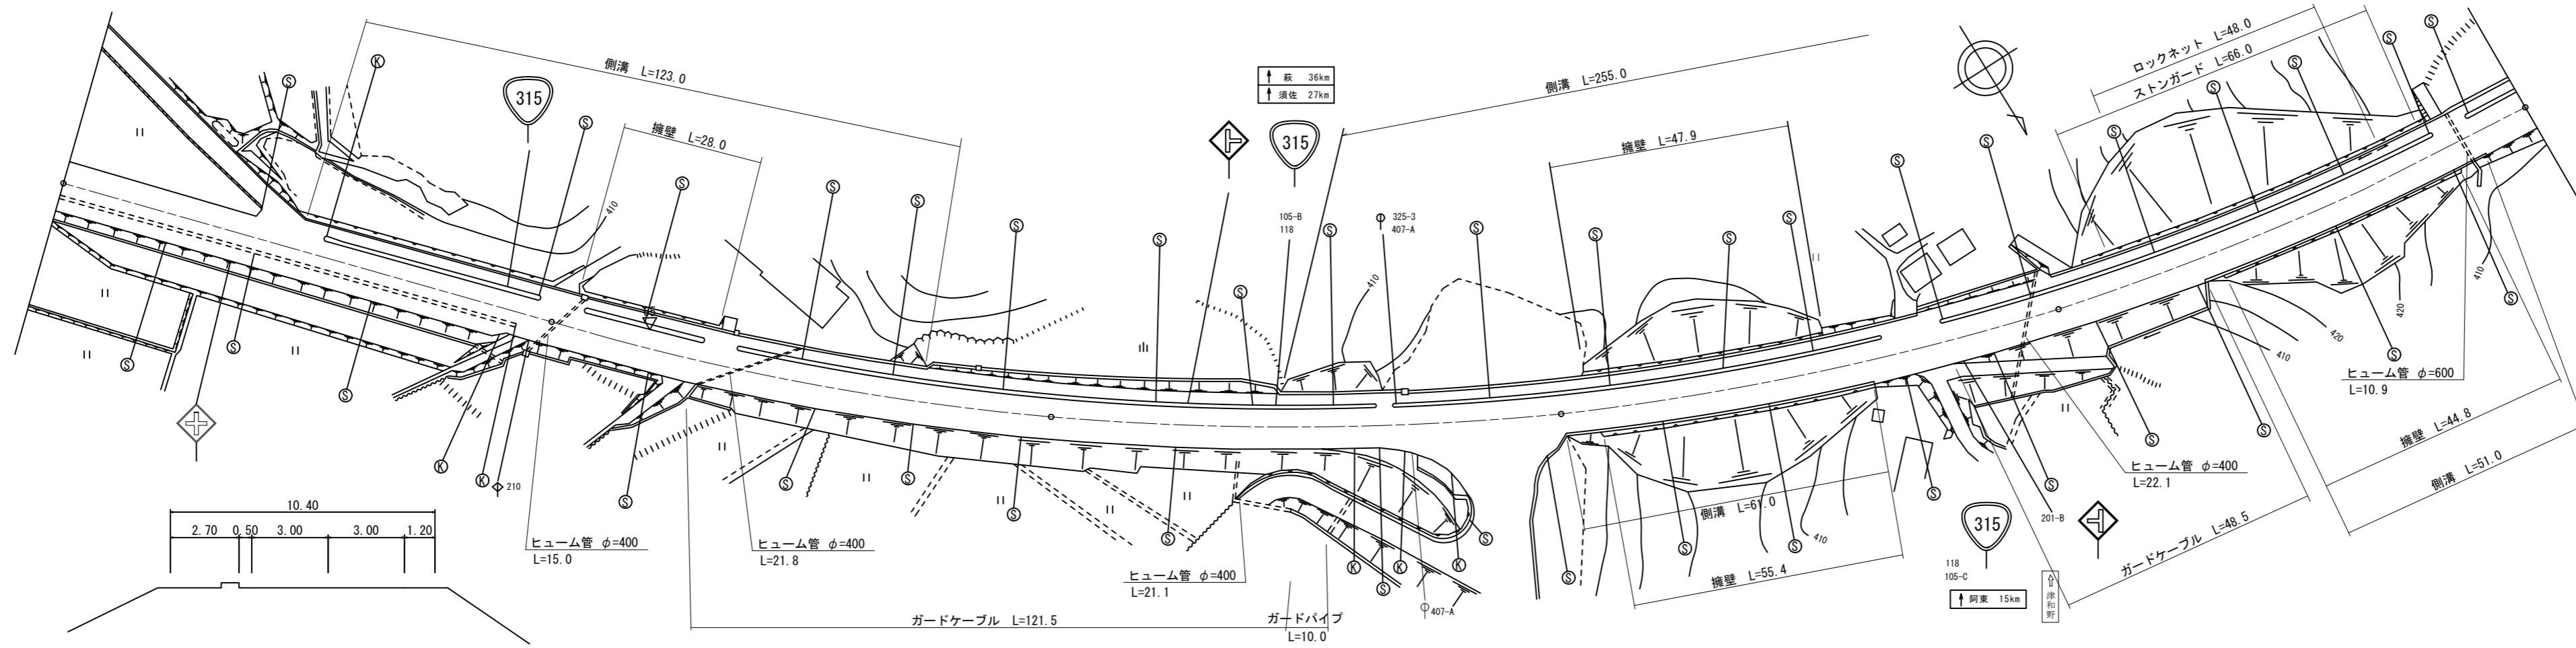 側溝 L=123.0
K
S
S
315
擁壁 L=28.0
S
410
S
S
S
S
315
萩 36km
須佐 27km
側溝 L=255.0
擁壁 L=47.9
105-B
118
325-3
407-A
410
S
S
S
S
S
S
S
S
S
S
S
S
S
S
ロックネット L=48.0
ストンガード L=66.0
S
S
S
S
S
K
K
210
S
S
S
S
S
K
S
K
K
S
407-A
S
S
S
410
S
S
S
S
S
S
410
420
420
410
ヒューム管 φ=600
L=10.9
擁壁 L=44.8
側溝 L=51.0
ヒューム管 φ=400
L=22.1
ガードケーブル L=48.5
201-B
315
118
105-C
阿東 15km
津和野
側溝 L=61.0
擁壁 L=55.4
ヒューム管 φ=400
L=15.0
ヒューム管 φ=400
L=21.8
ヒューム管 φ=400
L=21.1
ガードケーブル L=121.5
ガードパイプ
L=10.0
10.40
2.70 0.50 3.00 3.00 1.20